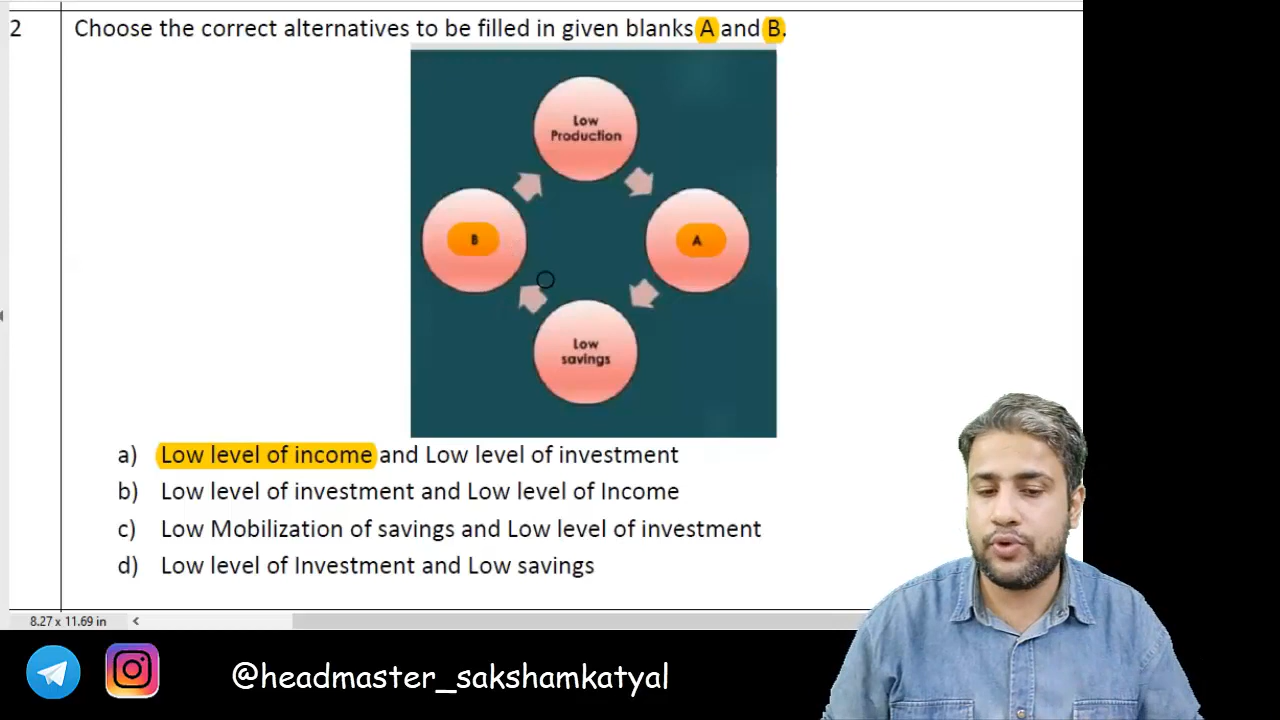 2 Choose the correct alternatives to be filled in given blanks A and B.
Low
Production
B
A
Low
savings
a) Low level of income and Low level of investment
b) Low level of investment and Low level of Income
c) Low Mobilization of savings and Low level of investment
d) Low level of Investment and Low savings
8.27 x 11.69 in
@headmaster_sakshamkatyal